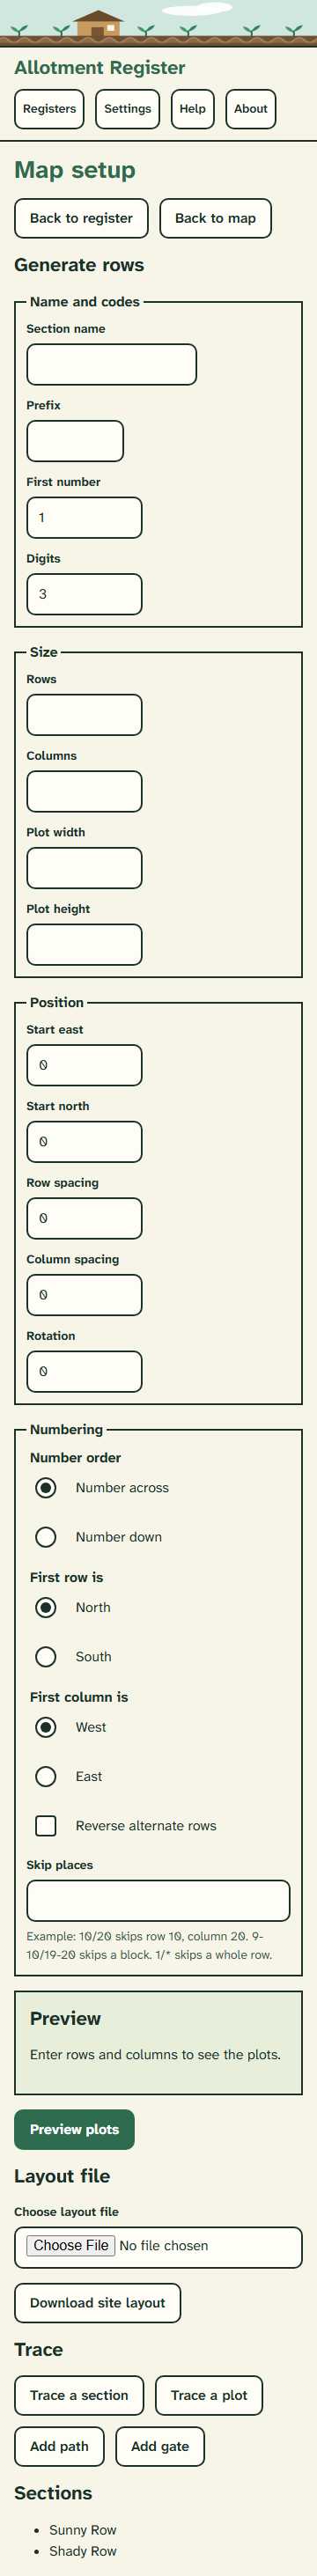 Allotment Register
Registers Settings Help About
Map setup
Back to register Back to map
Generate rows
Name and codes
Section name
Prefix
First number
1
Digits
3
Size
Rows
Columns
Plot width
Plot height
Position
Start east
0
Start north
0
Row spacing
0
Column spacing
0
Rotation
0
Numbering
Number order
Number across
Number down
First row is
North
South
First column is
West
East
Reverse alternate rows
Skip places
Example: 10/20 skips row 10, column 20. 9-
10/19-20 skips a block. 1/* skips a whole row.
Preview
Enter rows and columns to see the plots.
Preview plots
Layout file
Choose layout file
Choose File No file chosen
Download site layout
Trace
Trace a section Trace a plot
Add path Add gate
Sections
• Sunny Row
• Shady Row